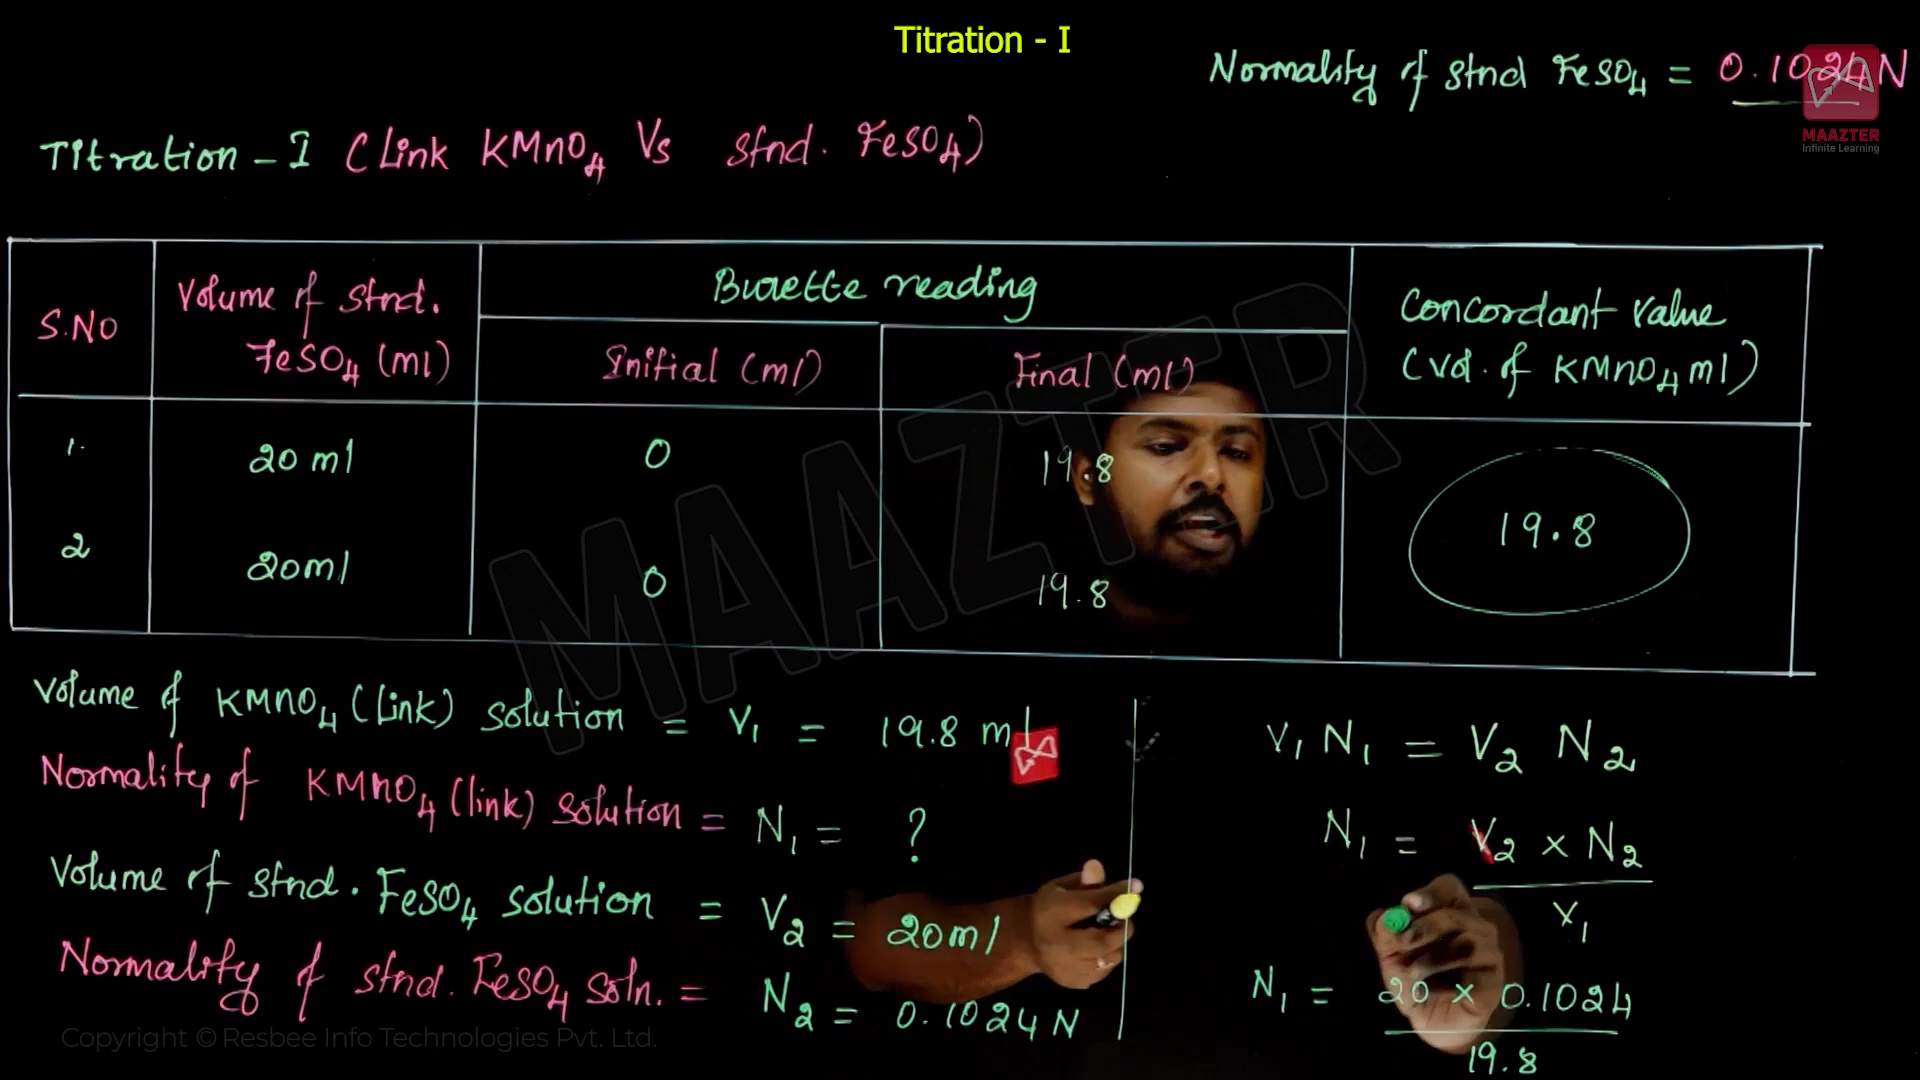 Titration - I
Normality of stnd FeSO4 = 0.1024 N
MAAZTER
Infinite Learning
Titration - I (Link KMnO4 Vs stnd. FeSO4)
S.NO
Volume of stnd. FeSO4 (ml)
Burette reading
Initial (ml)
Final (ml)
Concordant Value
(vol. of KMnO4 ml)
1. 20 ml 0 19.8
19.8
2 20ml 0 19.8
MAAZTER
Volume of KMnO4 (Link) solution = V1 = 19.8 ml
Normality of KMnO4 (link) solution = N1 = ?
Volume of stnd. FeSO4 solution = V2 = 20ml
Normality of stnd. FeSO4 soln. = N2 = 0.1024 N
V1 N1 = V2 N2
N1 = V2 × N2
V1
N1 = 20 × 0.1024
19.8
Copyright © Resbee Info Technologies Pvt. Ltd.